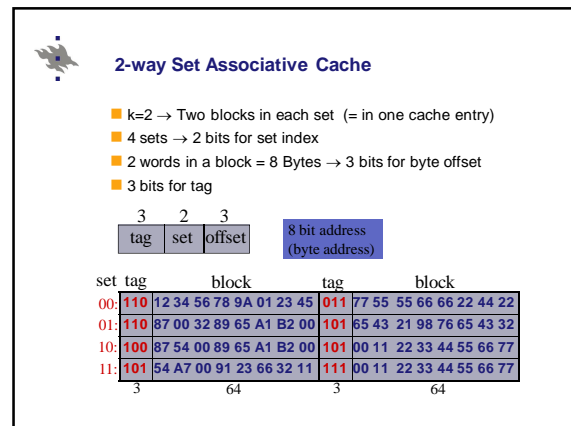 2-way Set Associative Cache
k=2 → Two blocks in each set (= in one cache entry)
4 sets → 2 bits for set index
2 words in a block = 8 Bytes → 3 bits for byte offset
3 bits for tag
3 2 3
tag set offset
8 bit address
(byte address)
set tag block tag block
00: 110 12 34 56 78 9A 01 23 45 011 77 55 55 66 66 22 44 22
01: 110 87 00 32 89 65 A1 B2 00 101 65 43 21 98 76 65 43 32
10: 100 87 54 00 89 65 A1 B2 00 101 00 11 22 33 44 55 66 77
11: 101 54 A7 00 91 23 66 32 11 111 00 11 22 33 44 55 66 77
3 64 3 64